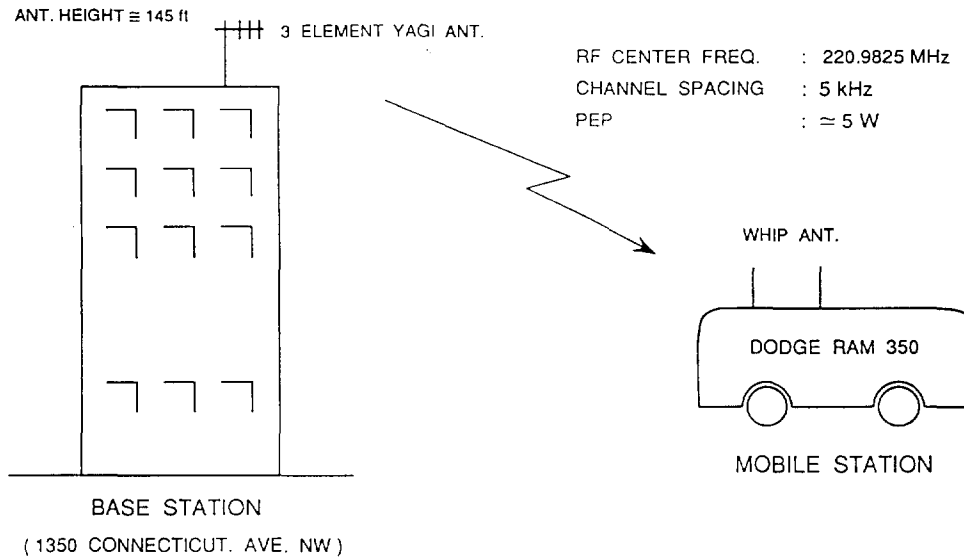 ANT. HEIGHT ≅ 145 ft
3 ELEMENT YAGI ANT.
RF CENTER FREQ. : 220.9825 MHz
CHANNEL SPACING : 5 kHz
PEP : ≃ 5 W
WHIP ANT.
DODGE RAM 350
MOBILE STATION
BASE STATION
( 1350 CONNECTICUT. AVE. NW )